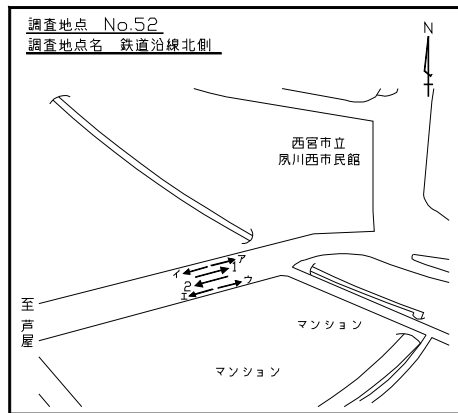 調査地点 No.52
調査地点名 鉄道沿線北側
N
西宮市立
夙川西市民館
ア
1
イ
2
ウ
エ
至芦屋
マンション
マンション